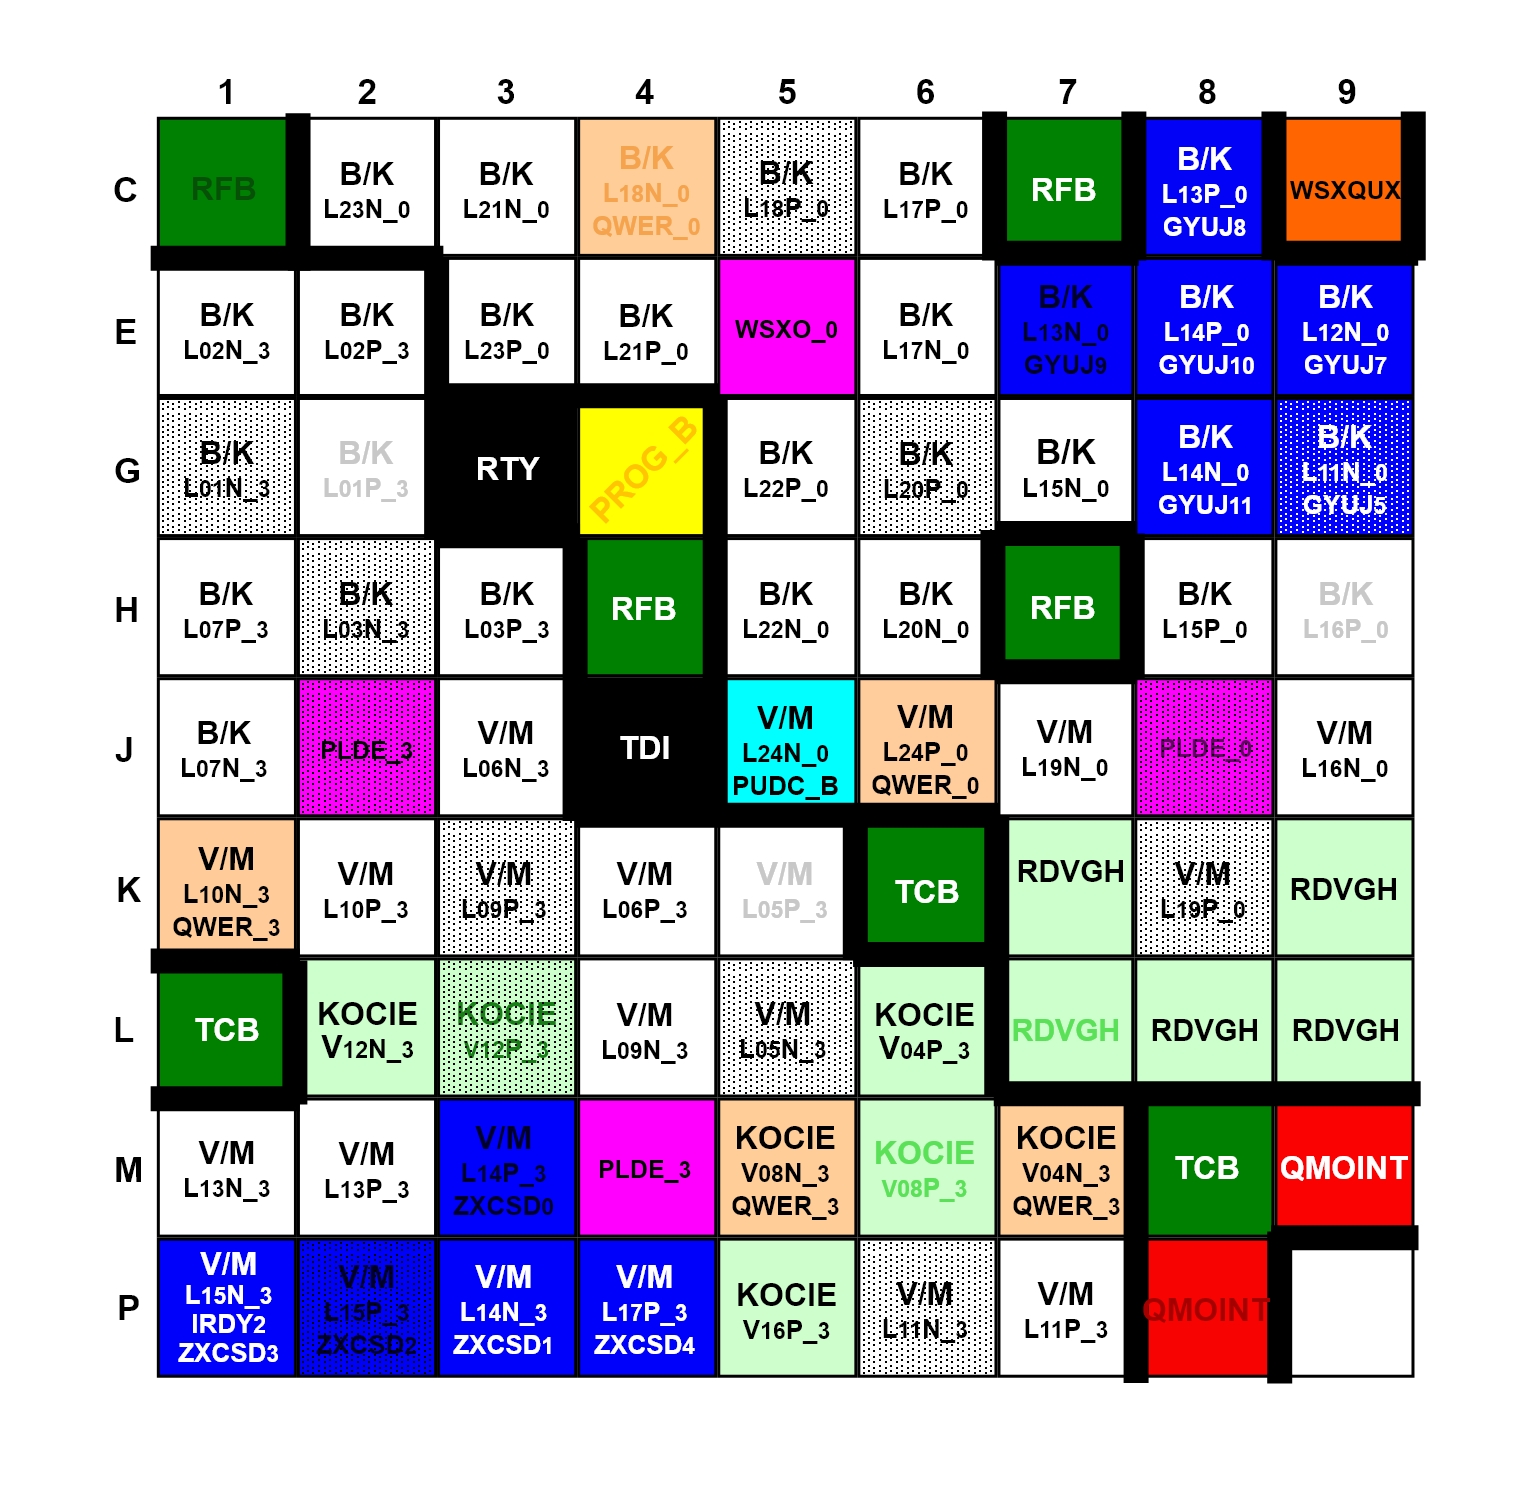 1 2 3 4 5 6 7 8 9
C
RFB
B/K
L23N_0
B/K
L21N_0
B/K
L18N_0
QWER_0
B/K
L18P_0
B/K
L17P_0
RFB
B/K
L13P_0
GYUJ8
WSXQUX
E
B/K
L02N_3
B/K
L02P_3
B/K
L23P_0
B/K
L21P_0
WSXO_0
B/K
L17N_0
B/K
L13N_0
GYUJ9
B/K
L14P_0
GYUJ10
B/K
L12N_0
GYUJ7
G
B/K
L01N_3
B/K
L01P_3
RTY
PROG_B
B/K
L22P_0
B/K
L20P_0
B/K
L15N_0
B/K
L14N_0
GYUJ11
B/K
L11N_0
GYUJ5
H
B/K
L07P_3
B/K
L03N_3
B/K
L03P_3
RFB
B/K
L22N_0
B/K
L20N_0
RFB
B/K
L15P_0
B/K
L16P_0
J
B/K
L07N_3
PLDE_3
V/M
L06N_3
TDI
V/M
L24N_0
PUDC_B
V/M
L24P_0
QWER_0
V/M
L19N_0
PLDE_0
V/M
L16N_0
K
V/M
L10N_3
QWER_3
V/M
L10P_3
V/M
L09P_3
V/M
L06P_3
V/M
L05P_3
TCB
RDVGH
V/M
L19P_0
RDVGH
L
TCB
KOCIE
V12N_3
KOCIE
V12P_3
V/M
L09N_3
V/M
L05N_3
KOCIE
V04P_3
RDVGH
RDVGH
RDVGH
M
V/M
L13N_3
V/M
L13P_3
V/M
L14P_3
ZXCSD0
PLDE_3
KOCIE
V08N_3
QWER_3
KOCIE
V08P_3
KOCIE
V04N_3
QWER_3
TCB
QMOINT
P
V/M
L15N_3
IRDY2
ZXCSD3
V/M
L15P_3
ZXCSD2
V/M
L14N_3
ZXCSD1
V/M
L17P_3
ZXCSD4
KOCIE
V16P_3
V/M
L11N_3
V/M
L11P_3
QMOINT